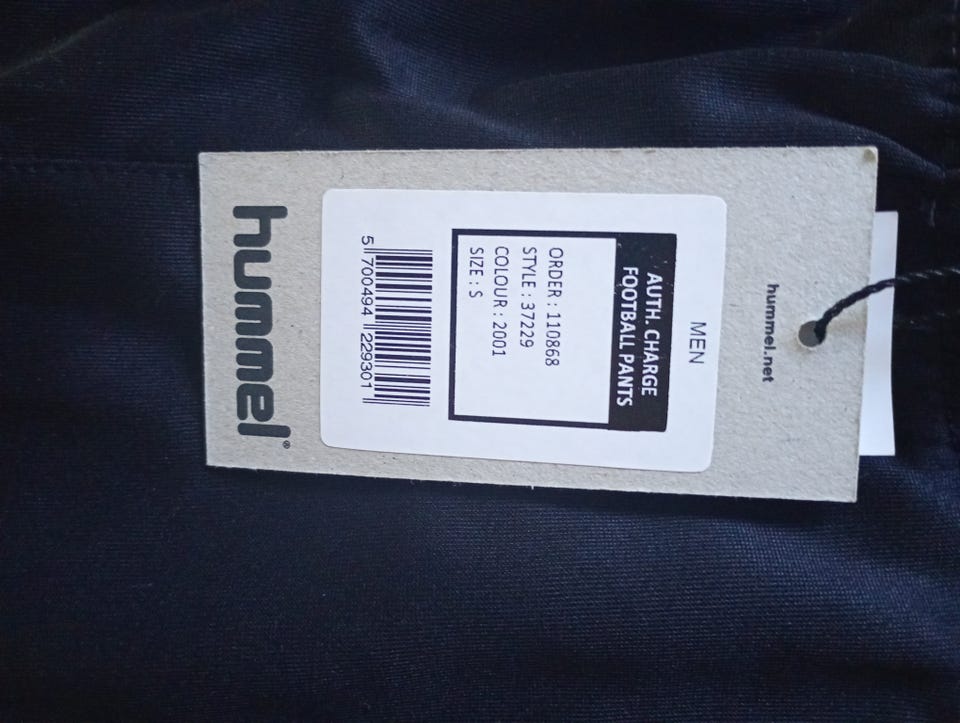 hummel.net
MEN
AUTH. CHARGE
FOOTBALL PANTS
ORDER : 110868
STYLE : 37229
COLOUR : 2001
SIZE : S
5 700494 229301
hummel®